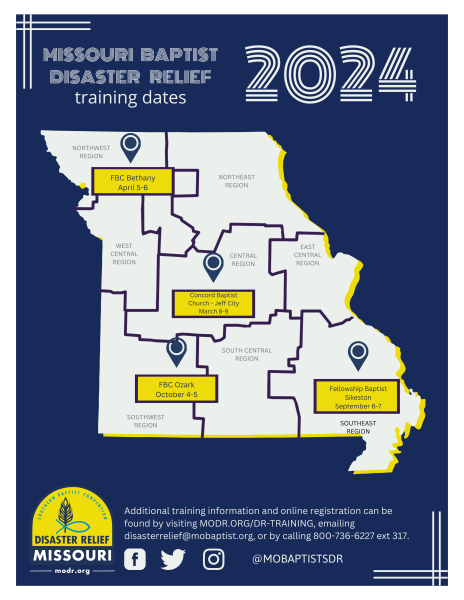 MISSOURI BAPTIST
DISASTER RELIEF
training dates
2024
NORTHWEST
REGION
FBC Bethany
April 5-6
NORTHEAST
REGION
WEST
CENTRAL
REGION
CENTRAL
REGION
EAST
CENTRAL
REGION
Concord Baptist
Church - Jeff City
March 8-9
SOUTH CENTRAL
REGION
FBC Ozark
October 4-5
Fellowship Baptist
Sikeston
September 6-7
SOUTHWEST
REGION
SOUTHEAST
REGION
SOUTHERN BAPTIST CONVENTION
DISASTER RELIEF
MISSOURI
modr.org
Additional training information and online registration can be
found by visiting MODR.ORG/DR-TRAINING, emailing
disasterrelief@mobaptist.org, or by calling 800-736-6227 ext 317.
@MOBAPTISTSDR